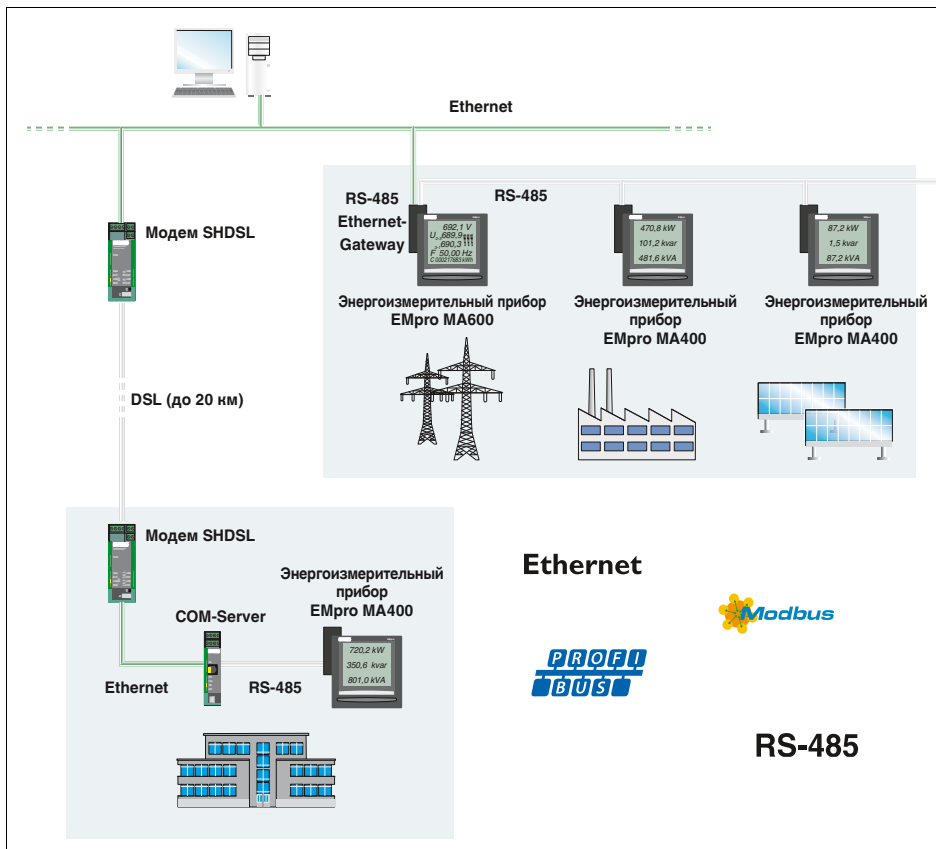 Ethernet
RS-485
RS-485
Ethernet-
Gateway
Модем SHDSL
692,1 V
U 689,9
690,3
F 50,00 Hz
C 000217683 kWh
470,8 kW
101,2 kvar
481,6 kVA
87,2 kW
1,5 kvar
87,2 kVA
Энергоизмерительный прибор
EMpro MA600
Энергоизмерительный
прибор
EMpro MA400
Энергоизмерительный
прибор
EMpro MA400
DSL (до 20 км)
Модем SHDSL
Энергоизмерительный
прибор
EMpro MA400
COM-Server
720,2 kW
350,6 kvar
801,0 kVA
Ethernet
RS-485
Ethernet
Modbus
PROFI
BUS
RS-485